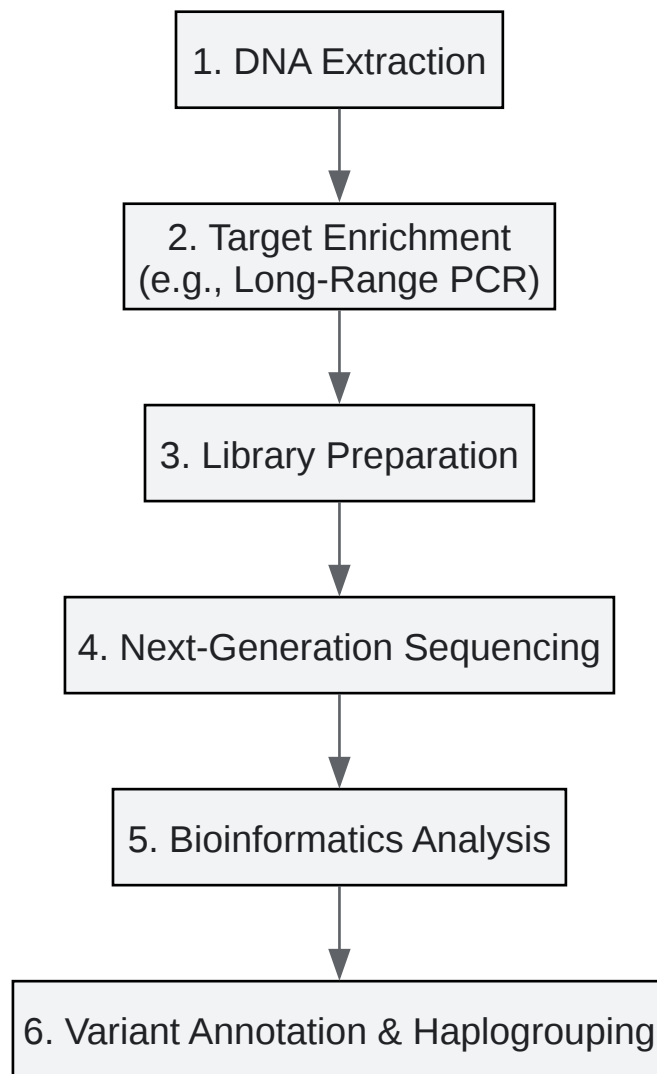 1. DNA Extraction
2. Target Enrichment
(e.g., Long-Range PCR)
3. Library Preparation
4. Next-Generation Sequencing
5. Bioinformatics Analysis
6. Variant Annotation & Haplogrouping